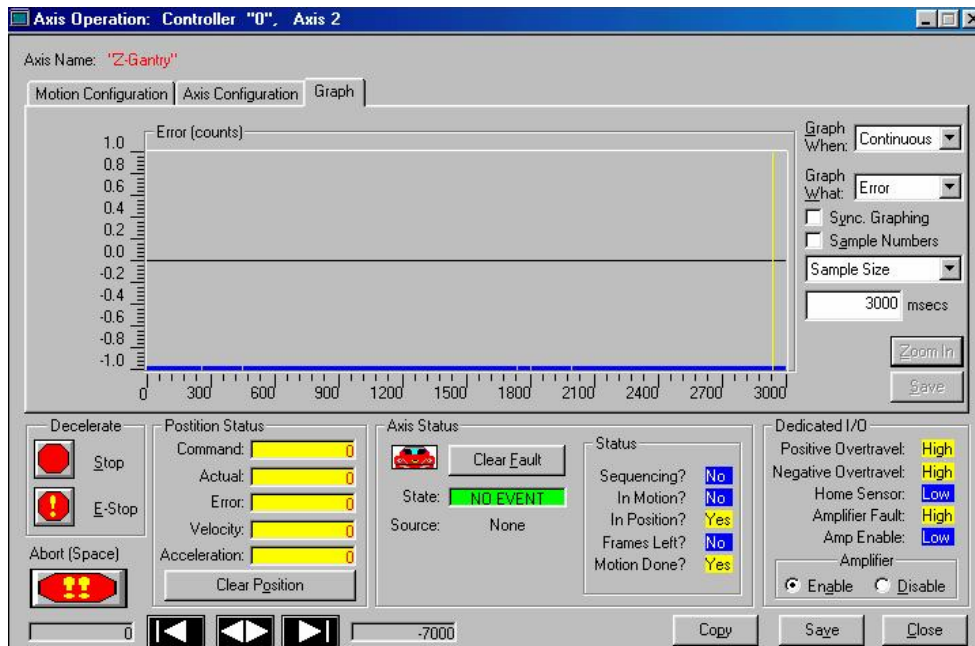 Axis Operation: Controller "0", Axis 2
Axis Name: "Z-Gantry"
Motion Configuration Axis Configuration Graph
Error (counts)
1.0
0.8
0.6
0.4
0.2
0.0
-0.2
-0.4
-0.6
-0.8
-1.0
0 300 600 900 1200 1500 1800 2100 2400 2700 3000
Graph When: Continuous
Graph What: Error
Sync. Graphing
Sample Numbers
Sample Size
3000 msecs
Zoom In
Save
Decelerate
Stop
E-Stop
Abort (Space)
Postition Status
Command: 0
Actual: 0
Error: 0
Velocity: 0
Acceleration: 0
Clear Position
Axis Status
Clear Fault
State: NO EVENT
Source: None
Status
Sequencing? No
In Motion? No
In Position? Yes
Frames Left? No
Motion Done? Yes
Dedicated I/O
Positive Overtravel: High
Negative Overtravel: High
Home Sensor: Low
Amplifier Fault: High
Amp Enable: Low
Amplifier
Enable Disable
0 -7000
Copy Save Close